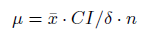 μ = x̄ · CI/δ · n